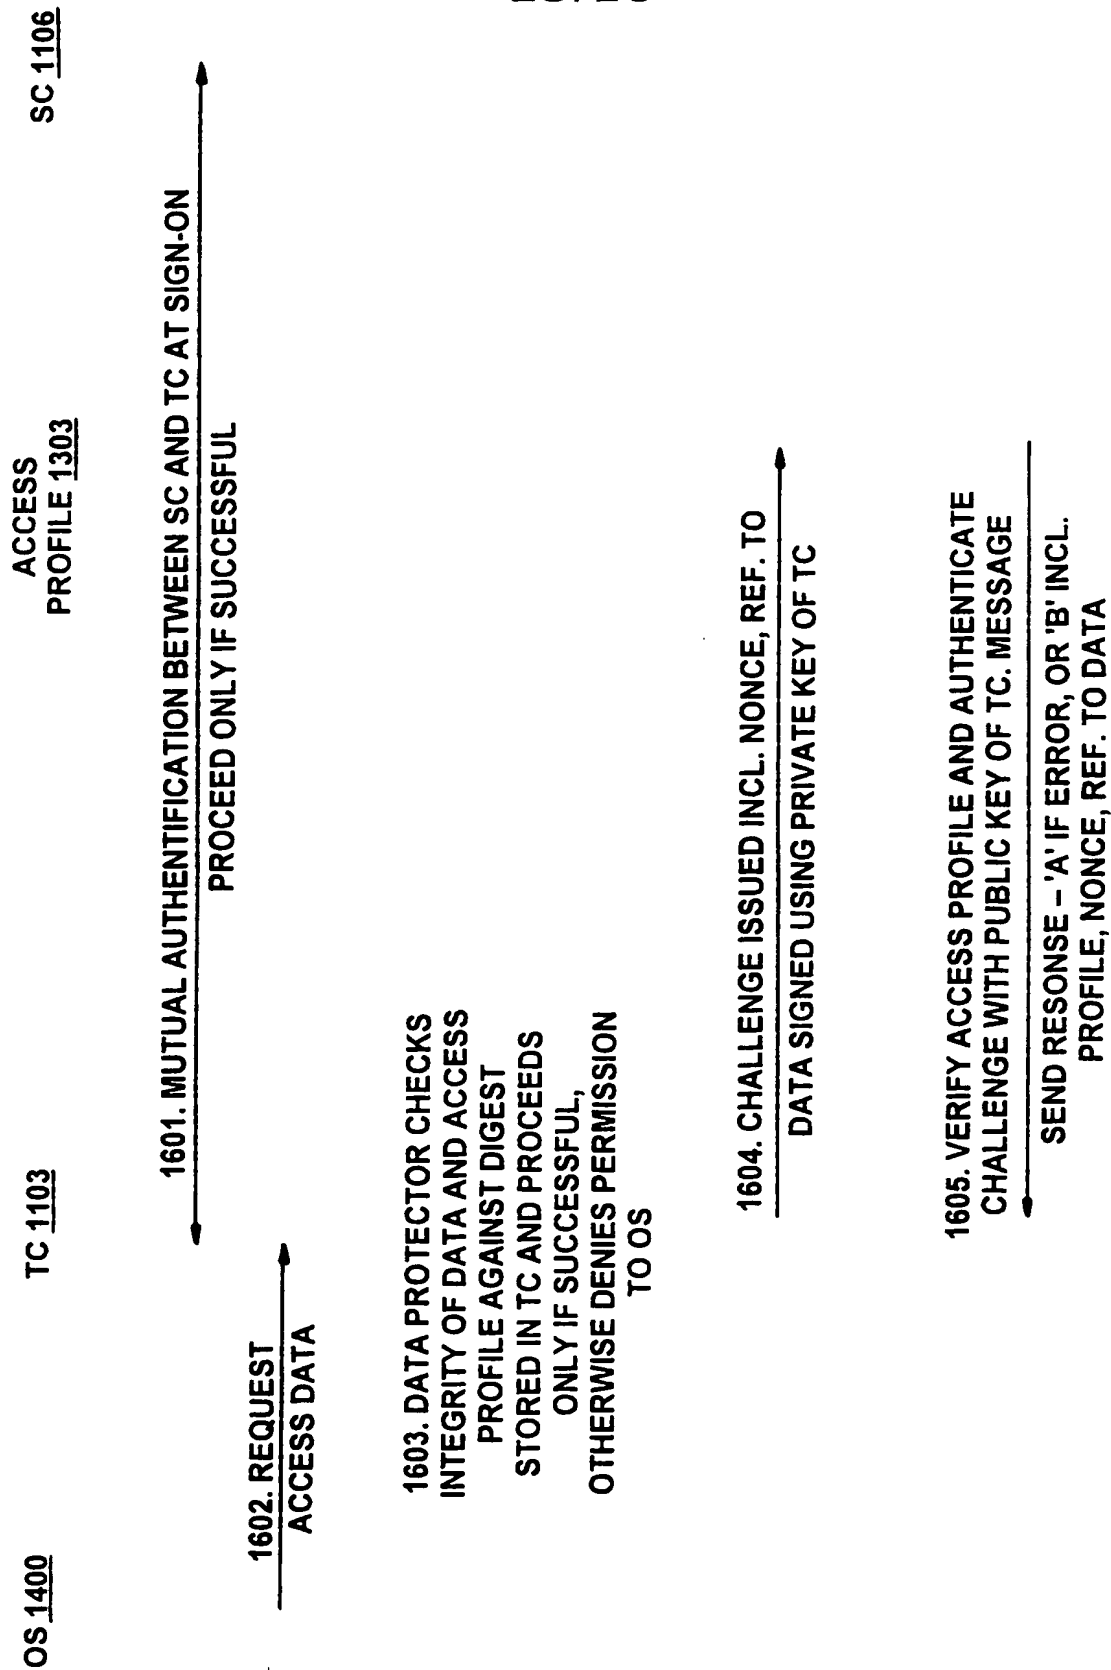 OS 1400
TC 1103
ACCESS
PROFILE 1303
SC 1106
1601. MUTUAL AUTHENTIFICATION BETWEEN SC AND TC AT SIGN-ON
PROCEED ONLY IF SUCCESSFUL
1602. REQUEST
ACCESS DATA
1603. DATA PROTECTOR CHECKS
INTEGRITY OF DATA AND ACCESS
PROFILE AGAINST DIGEST
STORED IN TC AND PROCEEDS
ONLY IF SUCCESSFUL,
OTHERWISE DENIES PERMISSION
TO OS
1604. CHALLENGE ISSUED INCL. NONCE, REF. TO
DATA SIGNED USING PRIVATE KEY OF TC
1605. VERIFY ACCESS PROFILE AND AUTHENTICATE
CHALLENGE WITH PUBLIC KEY OF TC. MESSAGE
SEND RESONSE – 'A' IF ERROR, OR 'B' INCL.
PROFILE, NONCE, REF. TO DATA